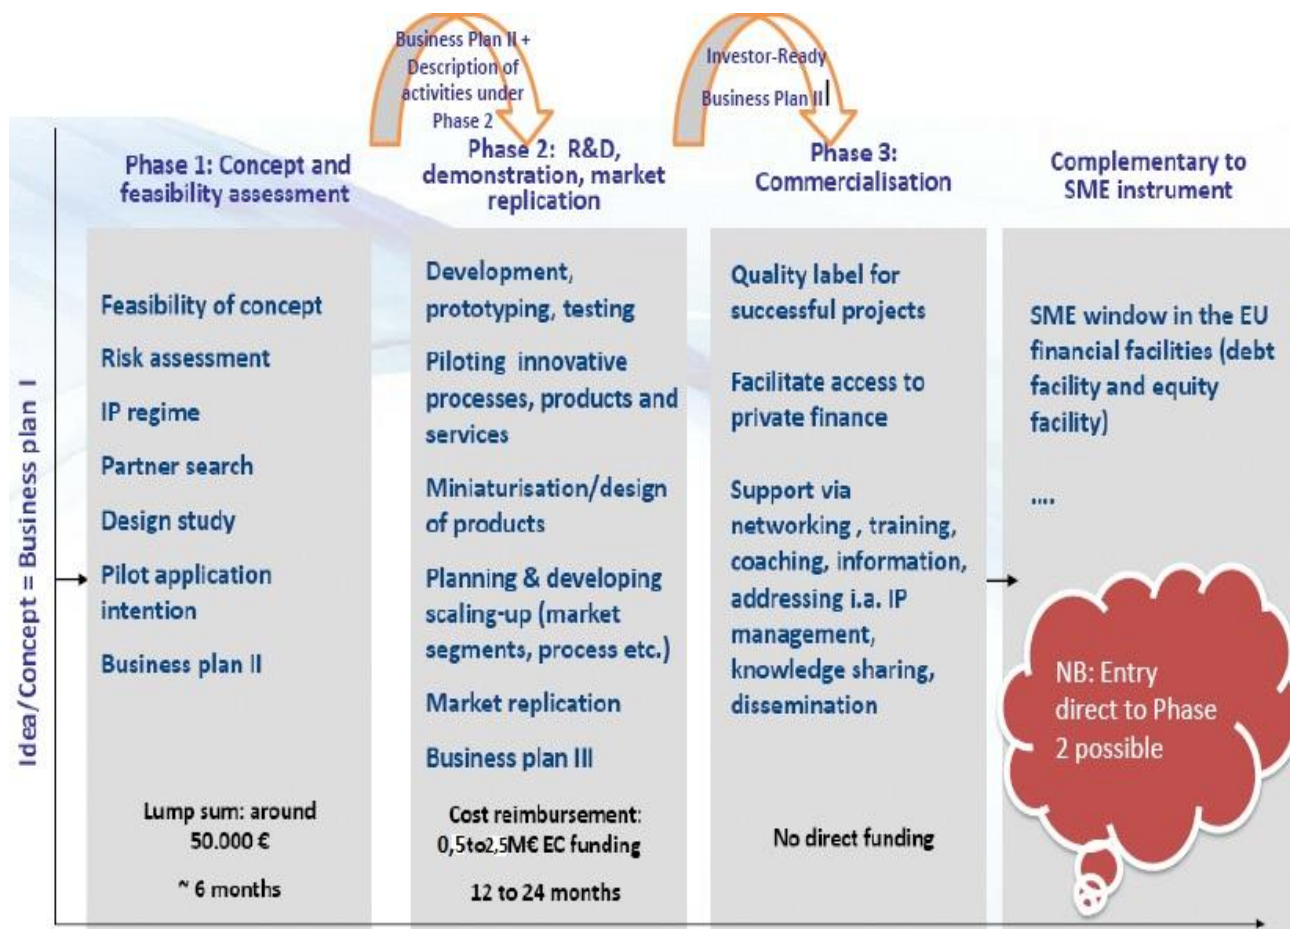 Business Plan II +
Description of
activities under
Phase 2
Investor-Ready
Business Plan II
Idea/Concept = Business plan I
Phase 1: Concept and
feasibility assessment
Feasibility of concept
Risk assessment
IP regime
Partner search
Design study
Pilot application
intention
Business plan II
Lump sum: around
50.000 €
~ 6 months
Phase 2: R&D,
demonstration, market
replication
Development,
prototyping, testing
Piloting innovative
processes, products and
services
Miniaturisation/design
of products
Planning & developing
scaling-up (market
segments, process etc.)
Market replication
Business plan III
Cost reimbursement:
0,5to2,5M€ EC funding
12 to 24 months
Phase 3:
Commercialisation
Quality label for
successful projects
Facilitate access to
private finance
Support via
networking , training,
coaching, information,
addressing i.a. IP
management,
knowledge sharing,
dissemination
No direct funding
Complementary to
SME instrument
SME window in the EU
financial facilities (debt
facility and equity
facility)
....
NB: Entry
direct to Phase
2 possible